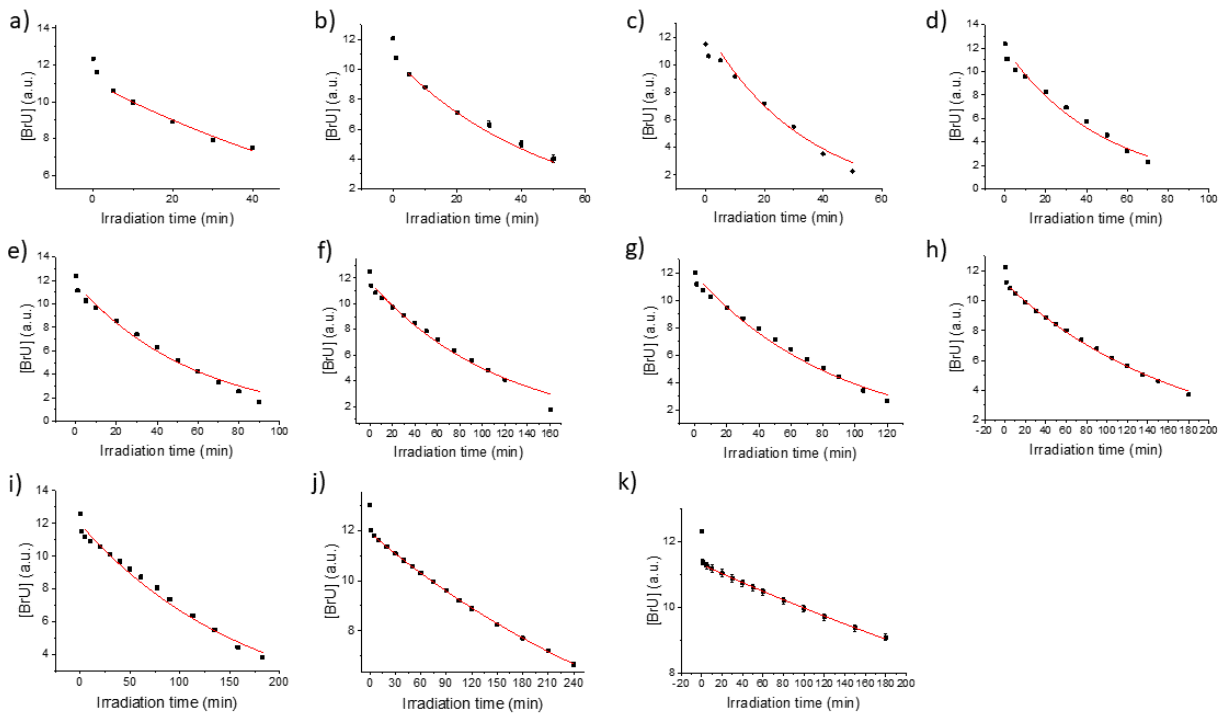 a)
[BrU] (a.u.)
12
10
8
6
0 20 40
Irradiation time (min)
b)
[BrU] (a.u.)
12
10
8
6
4
2
0 20 40 60
Irradiation time (min)
c)
[BrU] (a.u.)
12
10
8
6
4
2
0 20 40 60
Irradiation time (min)
d)
[BrU] (a.u.)
14
12
10
8
6
4
2
0
0 20 40 60 80 100
Irradiation time (min)
e)
[BrU] (a.u.)
14
12
10
8
6
4
2
0
0 20 40 60 80 100
Irradiation time (min)
f)
[BrU] (a.u.)
12
10
8
6
4
2
0 20 40 60 80 100 120 140 160
Irradiation time (min)
g)
[BrU] (a.u.)
12
10
8
6
4
2
0 20 40 60 80 100 120
Irradiation time (min)
h)
[BrU] (a.u.)
12
10
8
6
4
2
-20 0 20 40 60 80 100 120 140 160 180 200
Irradiation time (min)
i)
[BrU] (a.u.)
14
12
10
8
6
4
0 50 100 150 200
Irradiation time (min)
j)
[BrU] (a.u.)
14
12
10
8
0 30 60 90 120 150 180 210 240
Irradiation time (min)
k)
[BrU] (a.u.)
12
10
8
-20 0 20 40 60 80 100 120 140 160 180 200
Irradiation time (min)